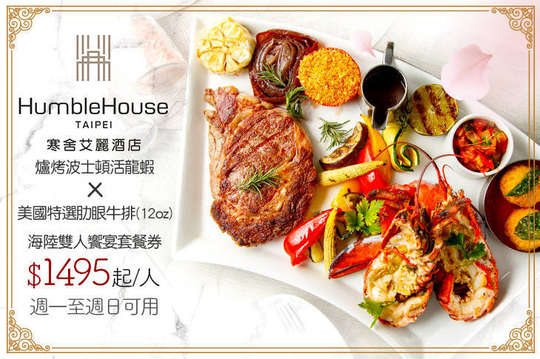 HumbleHouse
TAIPEI
寒舍艾麗酒店
爐烤波士頓活龍蝦
×
美國特選肋眼牛排(12oz)
海陸雙人饗宴套餐券
$1495起/人
週一至週日可用